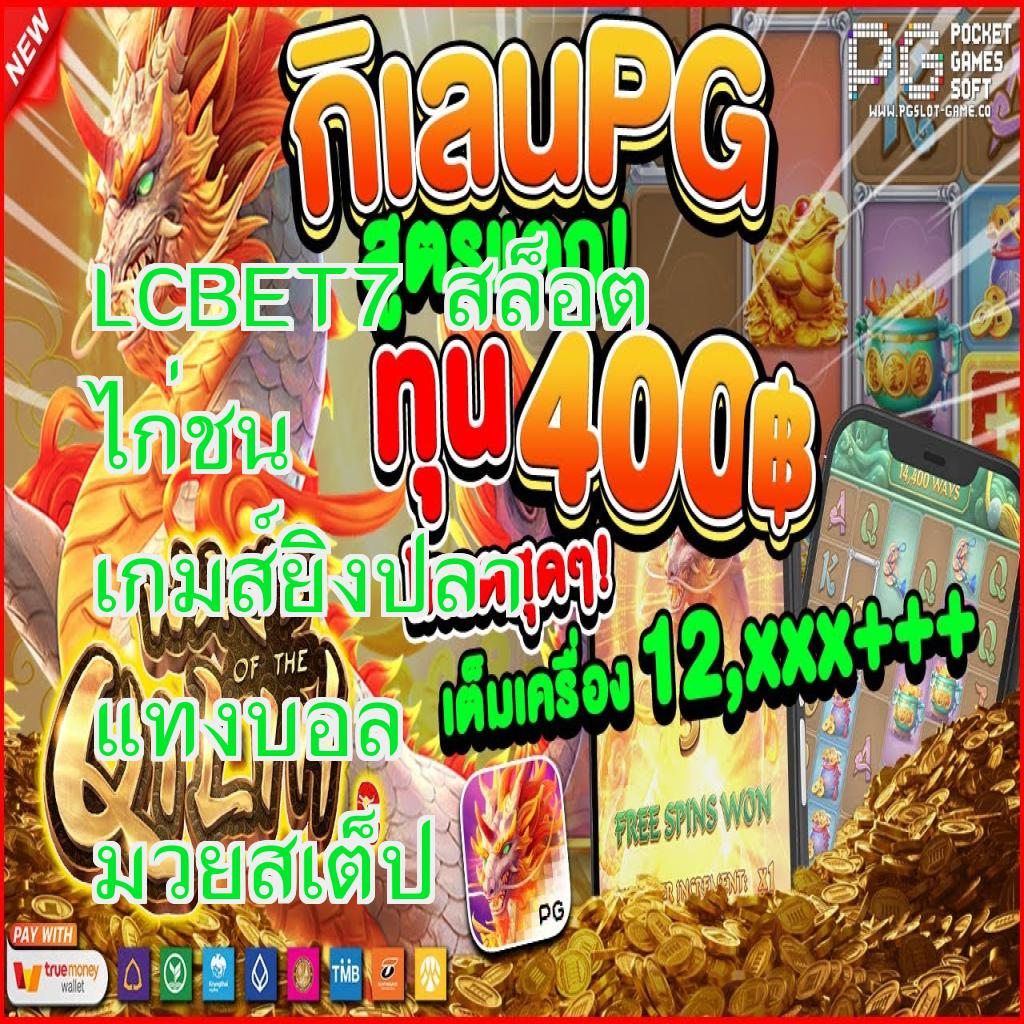 NEW
กิเลนPG
PG POCKET
GAMES
SOFT
WWW.PGSLOT-GAME.CO
LCBET7 สล็อต
ทุน 400฿
ไก่ชน
14,400 WAYS
เกมส์ยิงปลา
OF THE
เต็มเครื่อง 12,xxx+++
แทงบอล
FREE SPINS WON
มวยสเต็ป
X1
PG
PAY WITH
truemoney
wallet
TMB